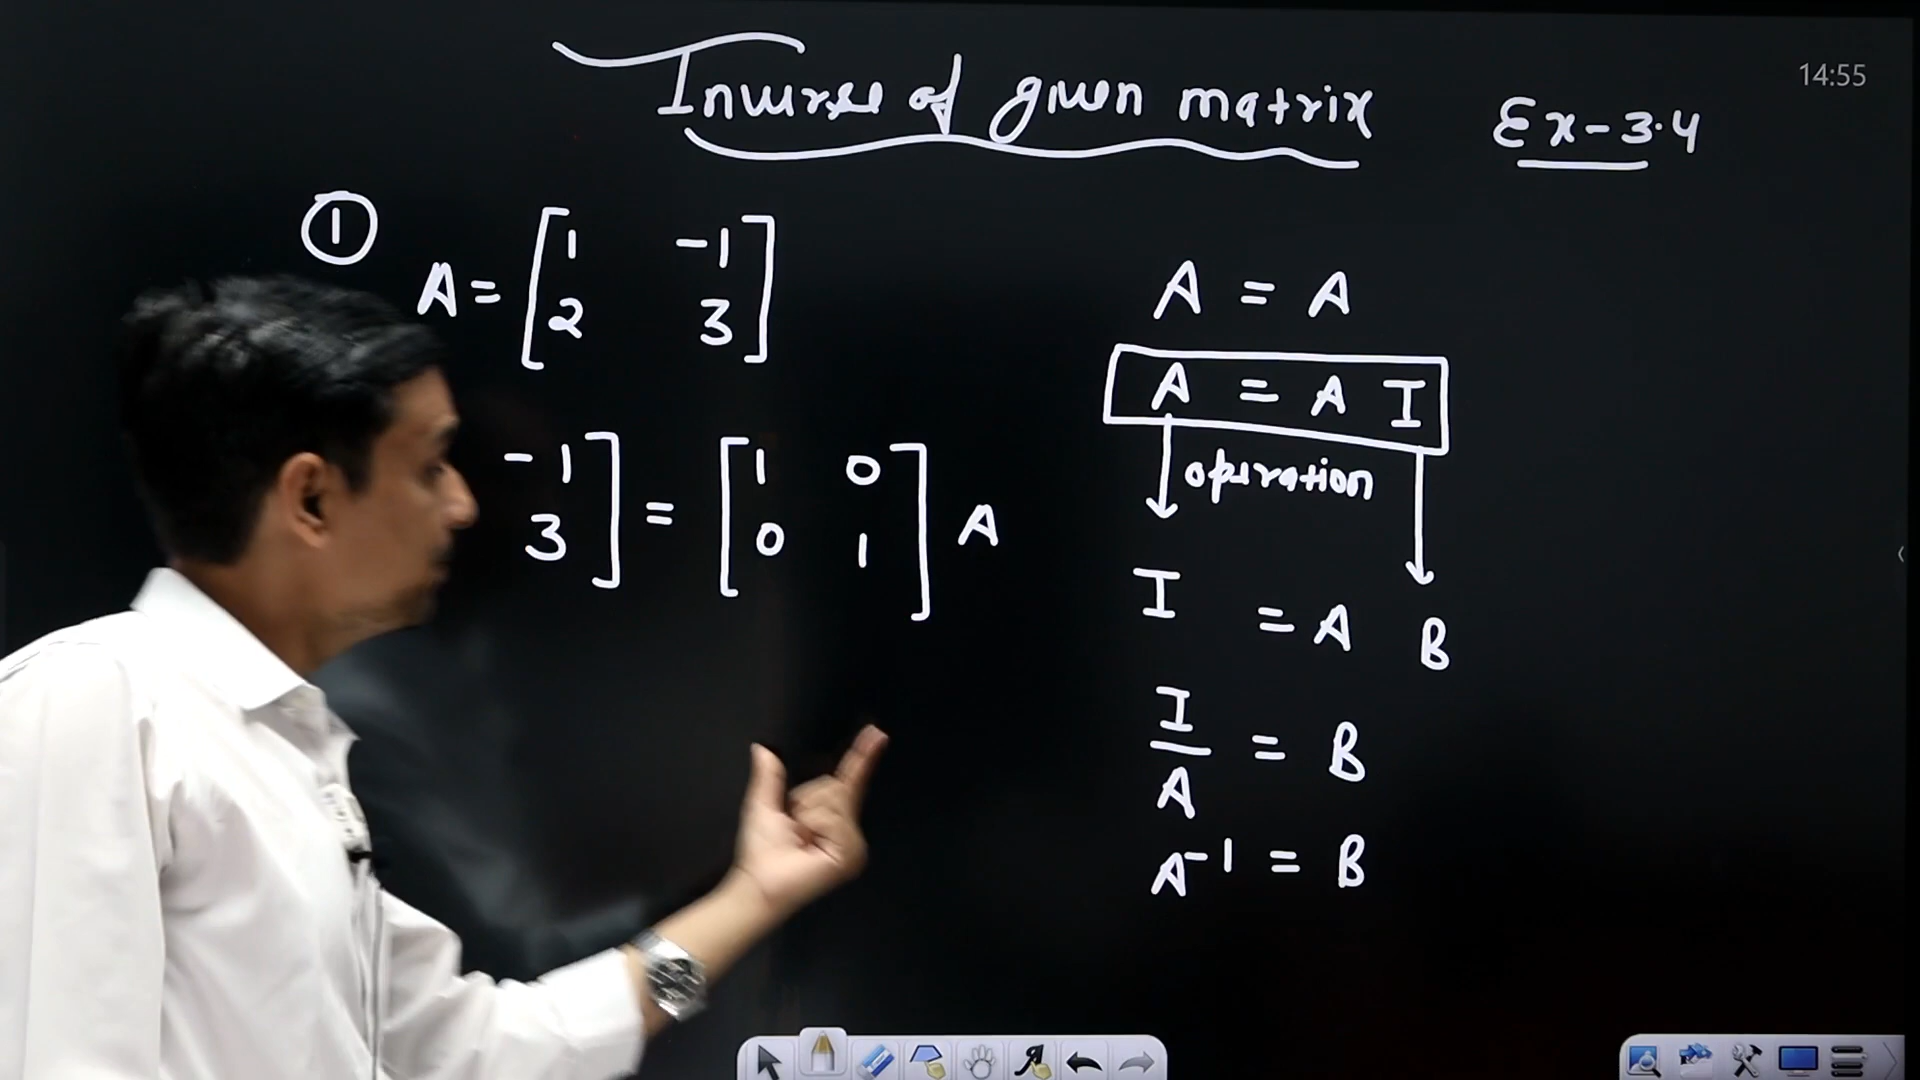 Inverse of given matrix
Ex-3.4
14:55
①
A = [1 -1
2 3]
-1
3] = [1 0
0 1] A
A = A
A = A I
operation
I = A B
I/A = B
A⁻¹ = B